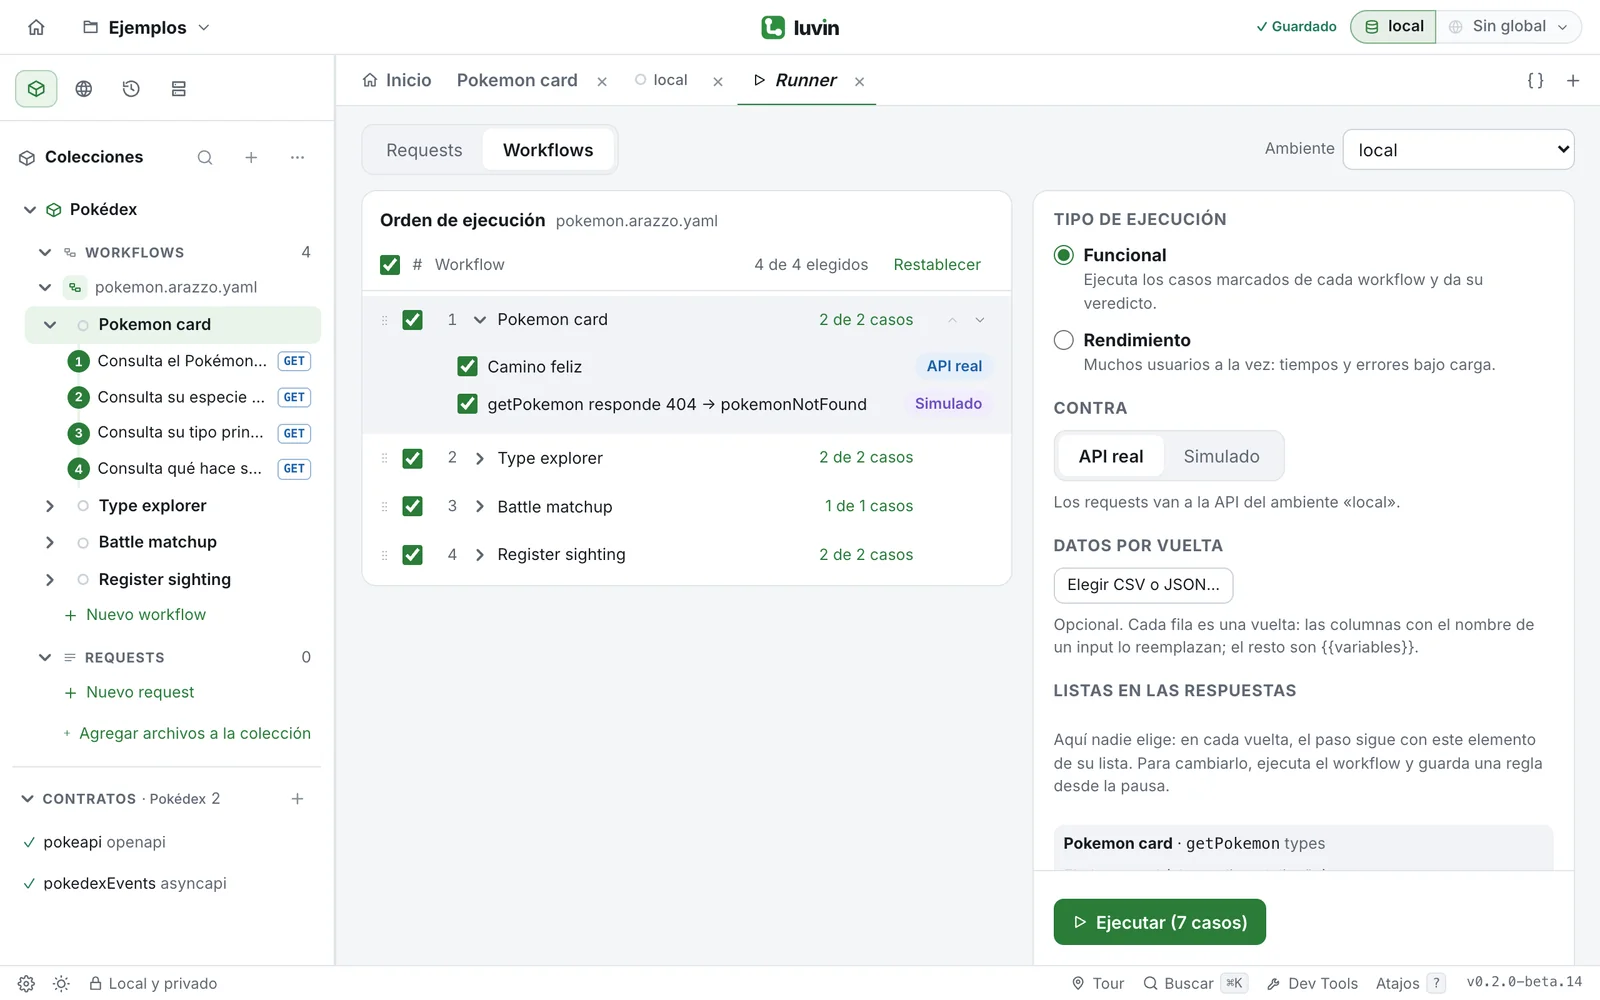 Ejemplos
luvin
Guardado
local
Sin global
Inicio
Pokemon card
local
Runner
{ }
Colecciones
Requests
Workflows
Ambiente
local
Pokédex
WORKFLOWS
4
pokemon.arazzo.yaml
Pokemon card
1 Consulta el Pokémon... GET
2 Consulta su especie ... GET
3 Consulta su tipo prin... GET
4 Consulta qué hace s... GET
Type explorer
Battle matchup
Register sighting
+ Nuevo workflow
REQUESTS
0
+ Nuevo request
+ Agregar archivos a la colección
CONTRATOS · Pokédex 2
pokeapi openapi
pokedexEvents asyncapi
Orden de ejecución pokemon.arazzo.yaml
# Workflow
4 de 4 elegidos
Restablecer
1 Pokemon card
2 de 2 casos
Camino feliz
API real
getPokemon responde 404 → pokemonNotFound
Simulado
2 Type explorer
2 de 2 casos
3 Battle matchup
1 de 1 casos
4 Register sighting
2 de 2 casos
TIPO DE EJECUCIÓN
Funcional
Ejecuta los casos marcados de cada workflow y da su
veredicto.
Rendimiento
Muchos usuarios a la vez: tiempos y errores bajo carga.
CONTRA
API real
Simulado
Los requests van a la API del ambiente «local».
DATOS POR VUELTA
Elegir CSV o JSON...
Opcional. Cada fila es una vuelta: las columnas con el nombre de
un input lo reemplazan; el resto son {{variables}}.
LISTAS EN LAS RESPUESTAS
Aquí nadie elige: en cada vuelta, el paso sigue con este elemento
de su lista. Para cambiarlo, ejecuta el workflow y guarda una regla
desde la pausa.
Pokemon card · getPokemon types
Ejecutar (7 casos)
Local y privado
Tour
Buscar ⌘K
Dev Tools
Atajos ?
v0.2.0-beta.14